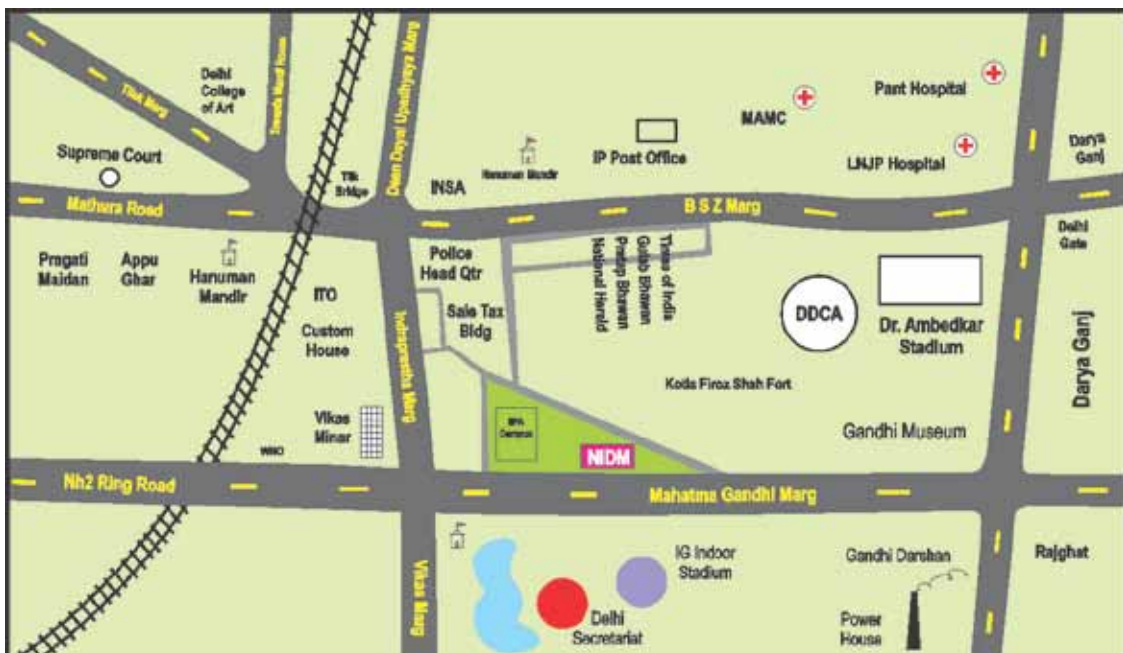 Tilak Marg
Delhi
College
of Art
Deen Dayal Upadhyaya Marg
Pant Hospital
MAMC
Supreme Court
IP Post Office
LNJP Hospital
Darya
Ganj
Hanuman Mandir
Bridge
INSA
Mathura Road
B S Z Marg
Delhi
Gate
Pragati
Maidan
Appu
Ghar
Hanuman
Mandir
ITO
Police
Head Qtr
Times of India
Gulab Bhawan
National Herald
Sale Tax
Bldg
DDCA
Dr. Ambedkar
Stadium
Custom
House
Indraprastha Marg
Darya Ganj
Kotla Firoz Shah Fort
Vikas
Minar
WHO
NIDM
Gandhi Museum
Nh2 Ring Road
Mahatma Gandhi Marg
Vikas Marg
IG Indoor
Stadium
Gandhi Darshan
Rajghat
Delhi
Secretariat
Power
House